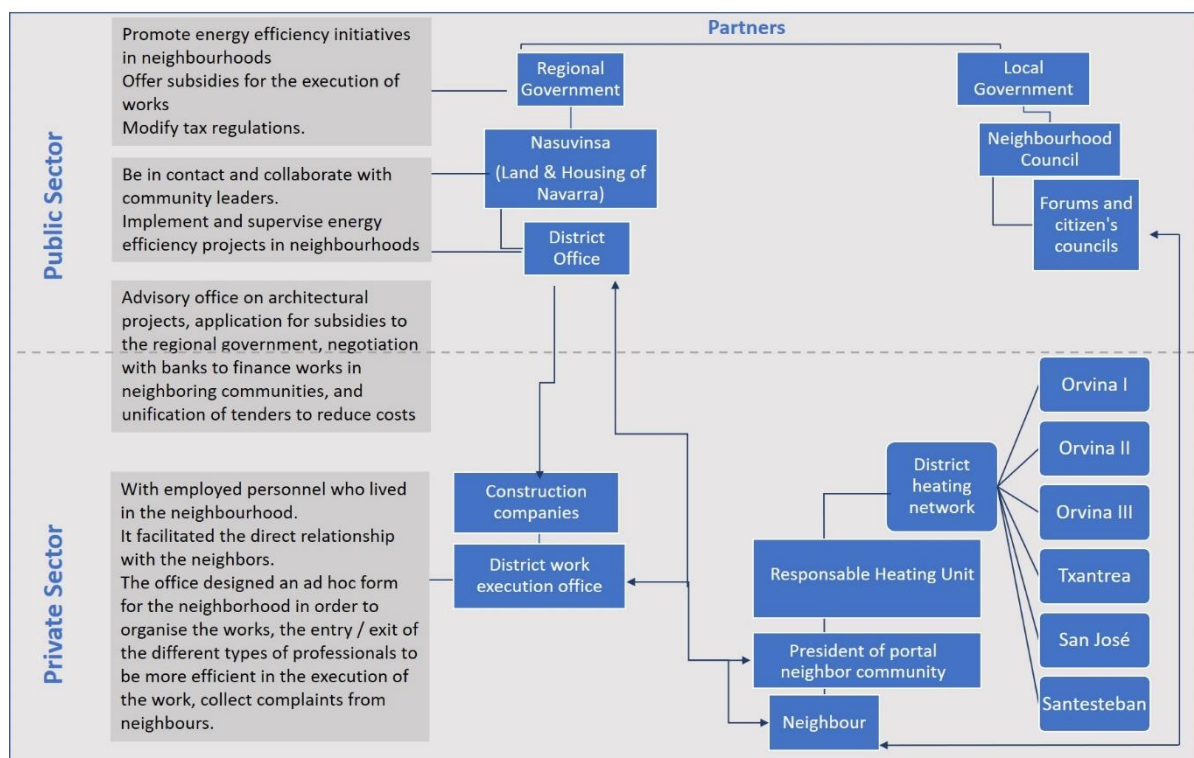 Partners
Public Sector
Promote energy efficiency initiatives
in neighbourhoods
Offer subsidies for the execution of
works
Modify tax regulations.
Regional
Government
Local
Government
Nasuvinsa
(Land & Housing of
Navarra)
Neighbourhood
Council
Be in contact and collaborate with
community leaders.
Implement and supervise energy
efficiency projects in neighbourhoods
District
Office
Forums and
citizen's
councils
Advisory office on architectural
projects, application for subsidies to
the regional government, negotiation
with banks to finance works in
neighboring communities, and
unification of tenders to reduce costs
Private Sector
With employed personnel who lived
in the neighbourhood.
It facilitated the direct relationship
with the neighbors.
The office designed an ad hoc form
for the neighborhood in order to
organise the works, the entry / exit of
the different types of professionals to
be more efficient in the execution of
the work, collect complaints from
neighbours.
Construction
companies
District work
execution office
District
heating
network
Responsable Heating Unit
President of portal
neighbor community
Neighbour
Orvina I
Orvina II
Orvina III
Txantrea
San José
Santesteban